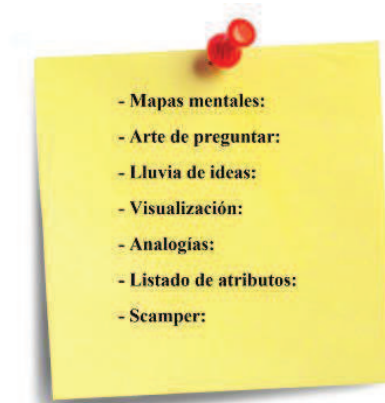 - Mapas mentales:
- Arte de preguntar:
- Lluvia de ideas:
- Visualización:
- Analogías:
- Listado de atributos:
- Scamper: